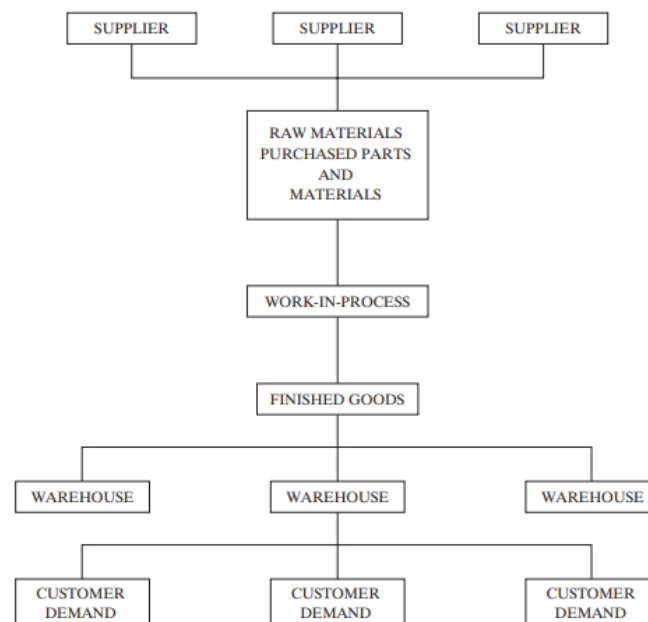 SUPPLIER SUPPLIER SUPPLIER
RAW MATERIALS
PURCHASED PARTS
AND
MATERIALS
WORK-IN-PROCESS
FINISHED GOODS
WAREHOUSE WAREHOUSE WAREHOUSE
CUSTOMER CUSTOMER CUSTOMER
DEMAND DEMAND DEMAND